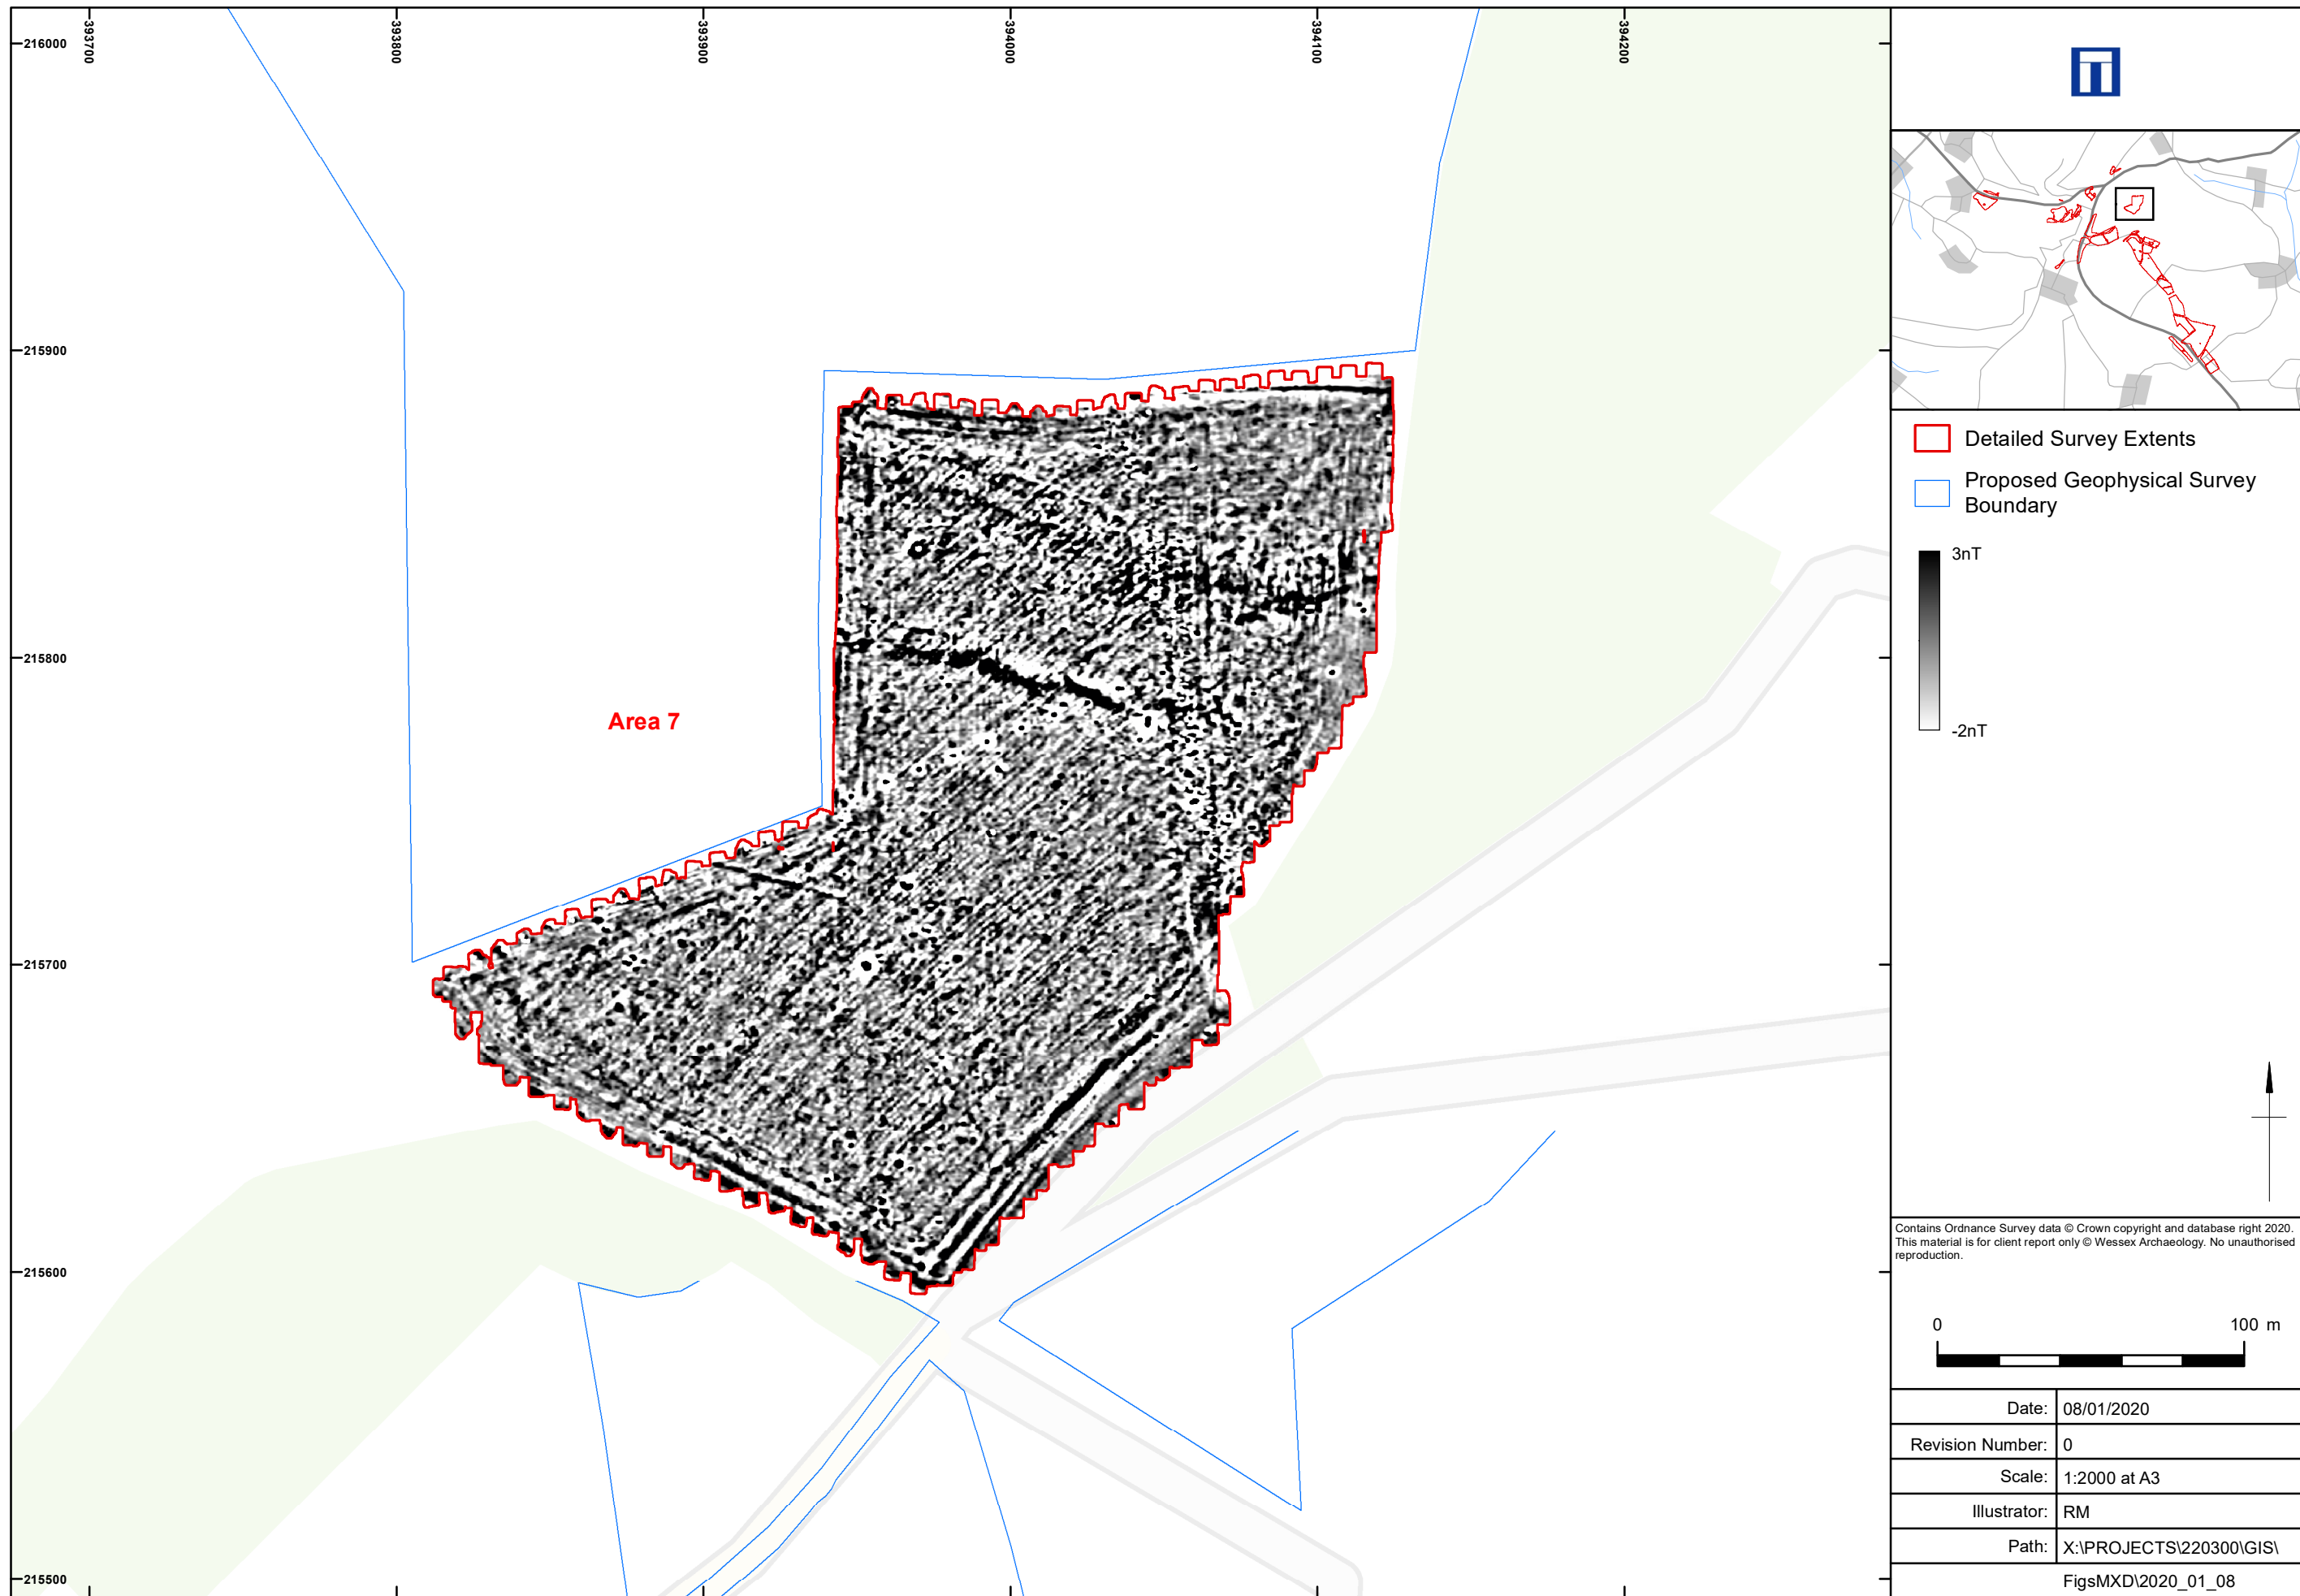 393700
393800
393900
394000
394100
394200
216000
215900
215800
215700
215600
215500
Area 7
Detailed Survey Extents
Proposed Geophysical Survey
Boundary
3nT
-2nT
Contains Ordnance Survey data © Crown copyright and database right 2020.
This material is for client report only © Wessex Archaeology. No unauthorised
reproduction.
0 100 m
Date: 08/01/2020
Revision Number: 0
Scale: 1:2000 at A3
Illustrator: RM
Path: X:\PROJECTS\220300\GIS\
FigsMXD\2020_01_08